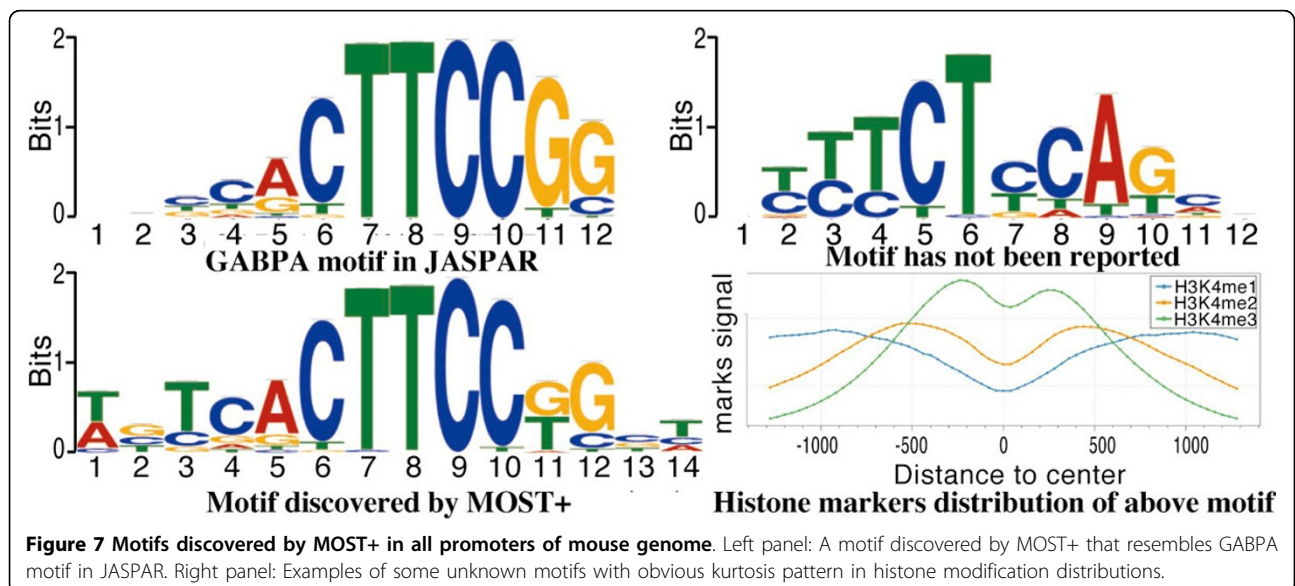 2
Bits
1
0
C
C
A
G
C
T
T
C
C
G
G
C
1 2 3 4 5 6 7 8 9 10 11 12
GABPA motif in JASPAR
2
Bits
1
0
T
C
T
C
T
C
C
T
C
T
C
A
G
T
C
1 2 3 4 5 6 7 8 9 10 11 12
Motif has not been reported
2
Bits
1
0
T
A
G
C
T
C
C
G
A
G
C
T
T
C
C
G
T
G
C
T
1 2 3 4 5 6 7 8 9 10 11 12 13 14
Motif discovered by MOST+
marks signal
H3K4me1
H3K4me2
H3K4me3
-1000 -500 0 500 1000
Distance to center
Histone markers distribution of above motif
Figure 7 Motifs discovered by MOST+ in all promoters of mouse genome. Left panel: A motif discovered by MOST+ that resembles GABPA
motif in JASPAR. Right panel: Examples of some unknown motifs with obvious kurtosis pattern in histone modification distributions.